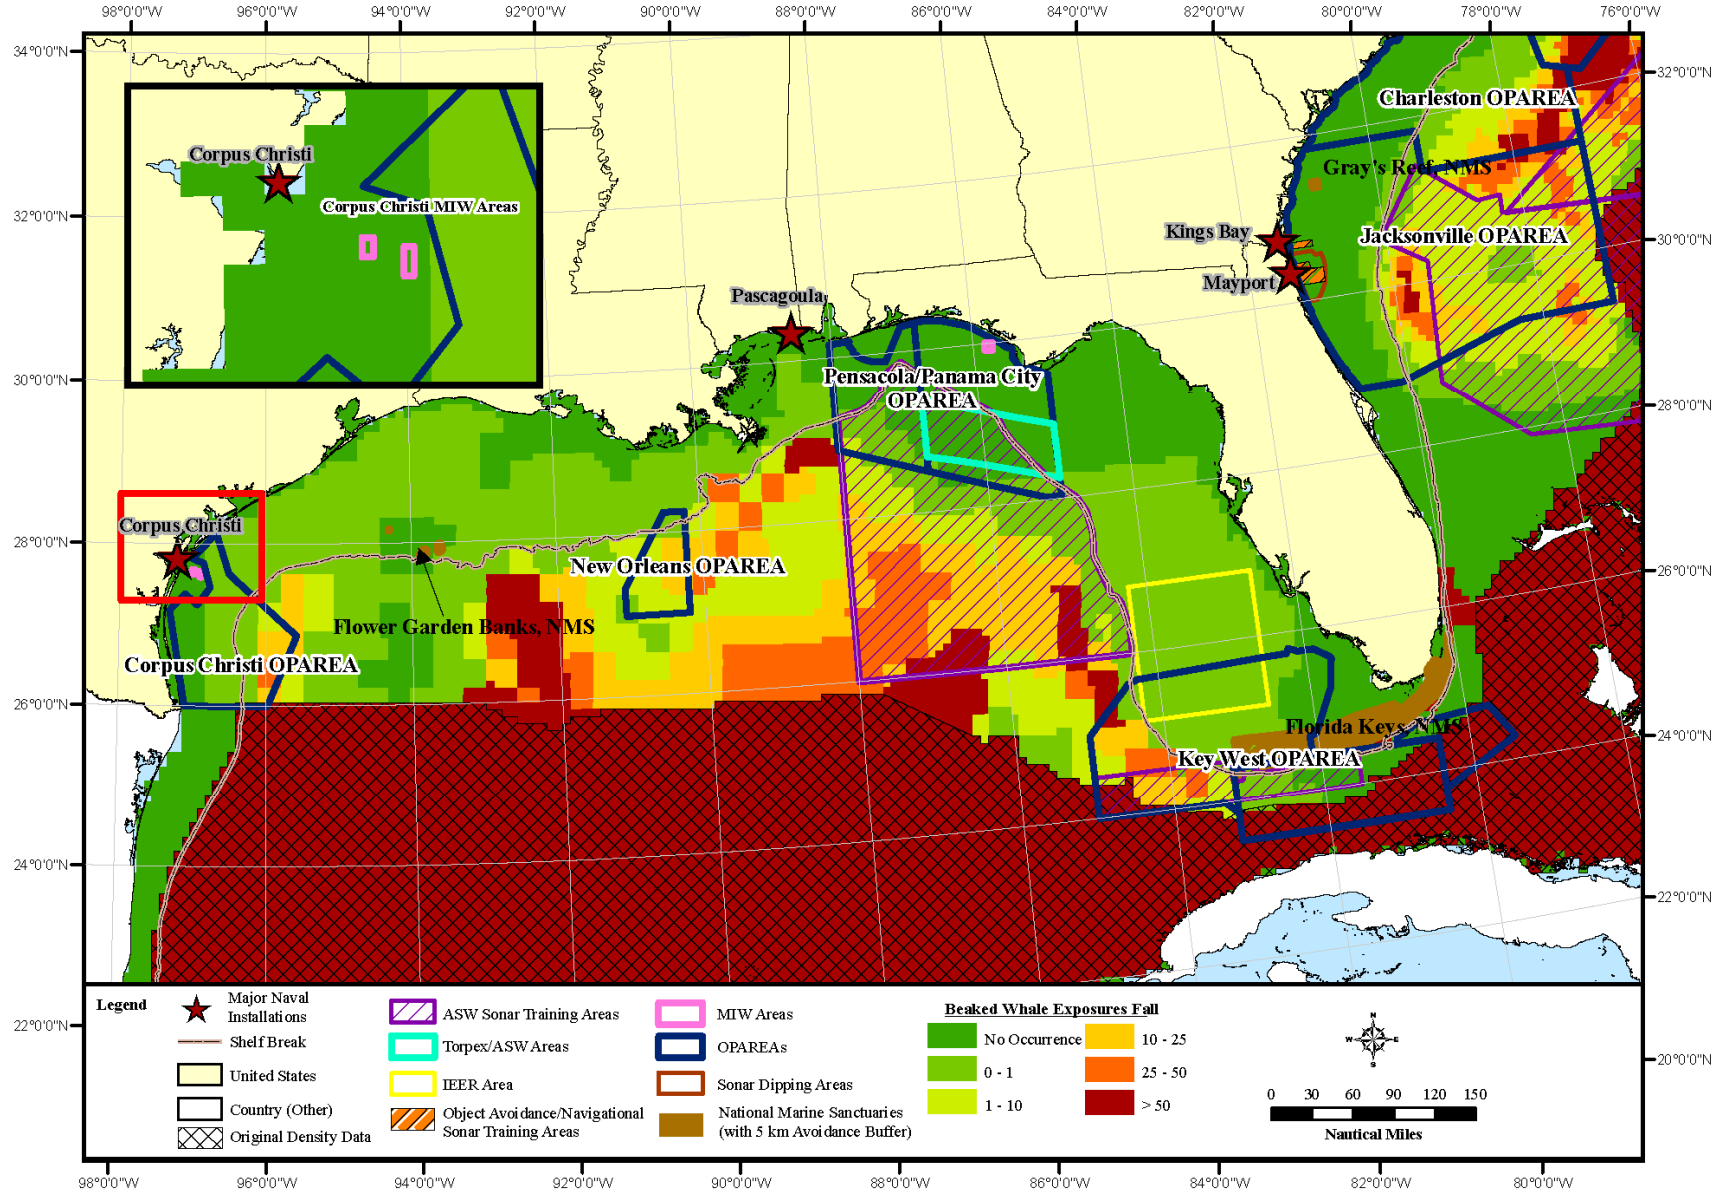 98°0'0"W 96°0'0"W 94°0'0"W 92°0'0"W 90°0'0"W 88°0'0"W 86°0'0"W 84°0'0"W 82°0'0"W 80°0'0"W 78°0'0"W 76°0'0"W
34°0'0"N
32°0'0"N
Charleston OPAREA
Corpus Christi
Gray's Reef, NMS
Corpus Christi MIW Areas
32°0'0"N
Kings Bay
Jacksonville OPAREA
30°0'0"N
Mayport
Pascagoula
30°0'0"N
Pensacola/Panama City
OPAREA
28°0'0"N
Corpus Christi
28°0'0"N
New Orleans OPAREA
26°0'0"N
Flower Garden Banks, NMS
Corpus Christi OPAREA
26°0'0"N
Florida Keys, NMS
24°0'0"N
Key West OPAREA
24°0'0"N
22°0'0"N
22°0'0"N
20°0'0"N
Legend
Major Naval
Installations
Shelf Break
United States
Country (Other)
Original Density Data
ASW Sonar Training Areas
Torpex/ASW Areas
IEER Area
Object Avoidance/Navigational
Sonar Training Areas
MIW Areas
OPAREAs
Sonar Dipping Areas
National Marine Sanctuaries
(with 5 km Avoidance Buffer)
Beaked Whale Exposures Fall
No Occurrence
0 - 1
1 - 10
10 - 25
25 - 50
> 50
N
W E
S
0 30 60 90 120 150
Nautical Miles
98°0'0"W 96°0'0"W 94°0'0"W 92°0'0"W 90°0'0"W 88°0'0"W 86°0'0"W 84°0'0"W 82°0'0"W 80°0'0"W